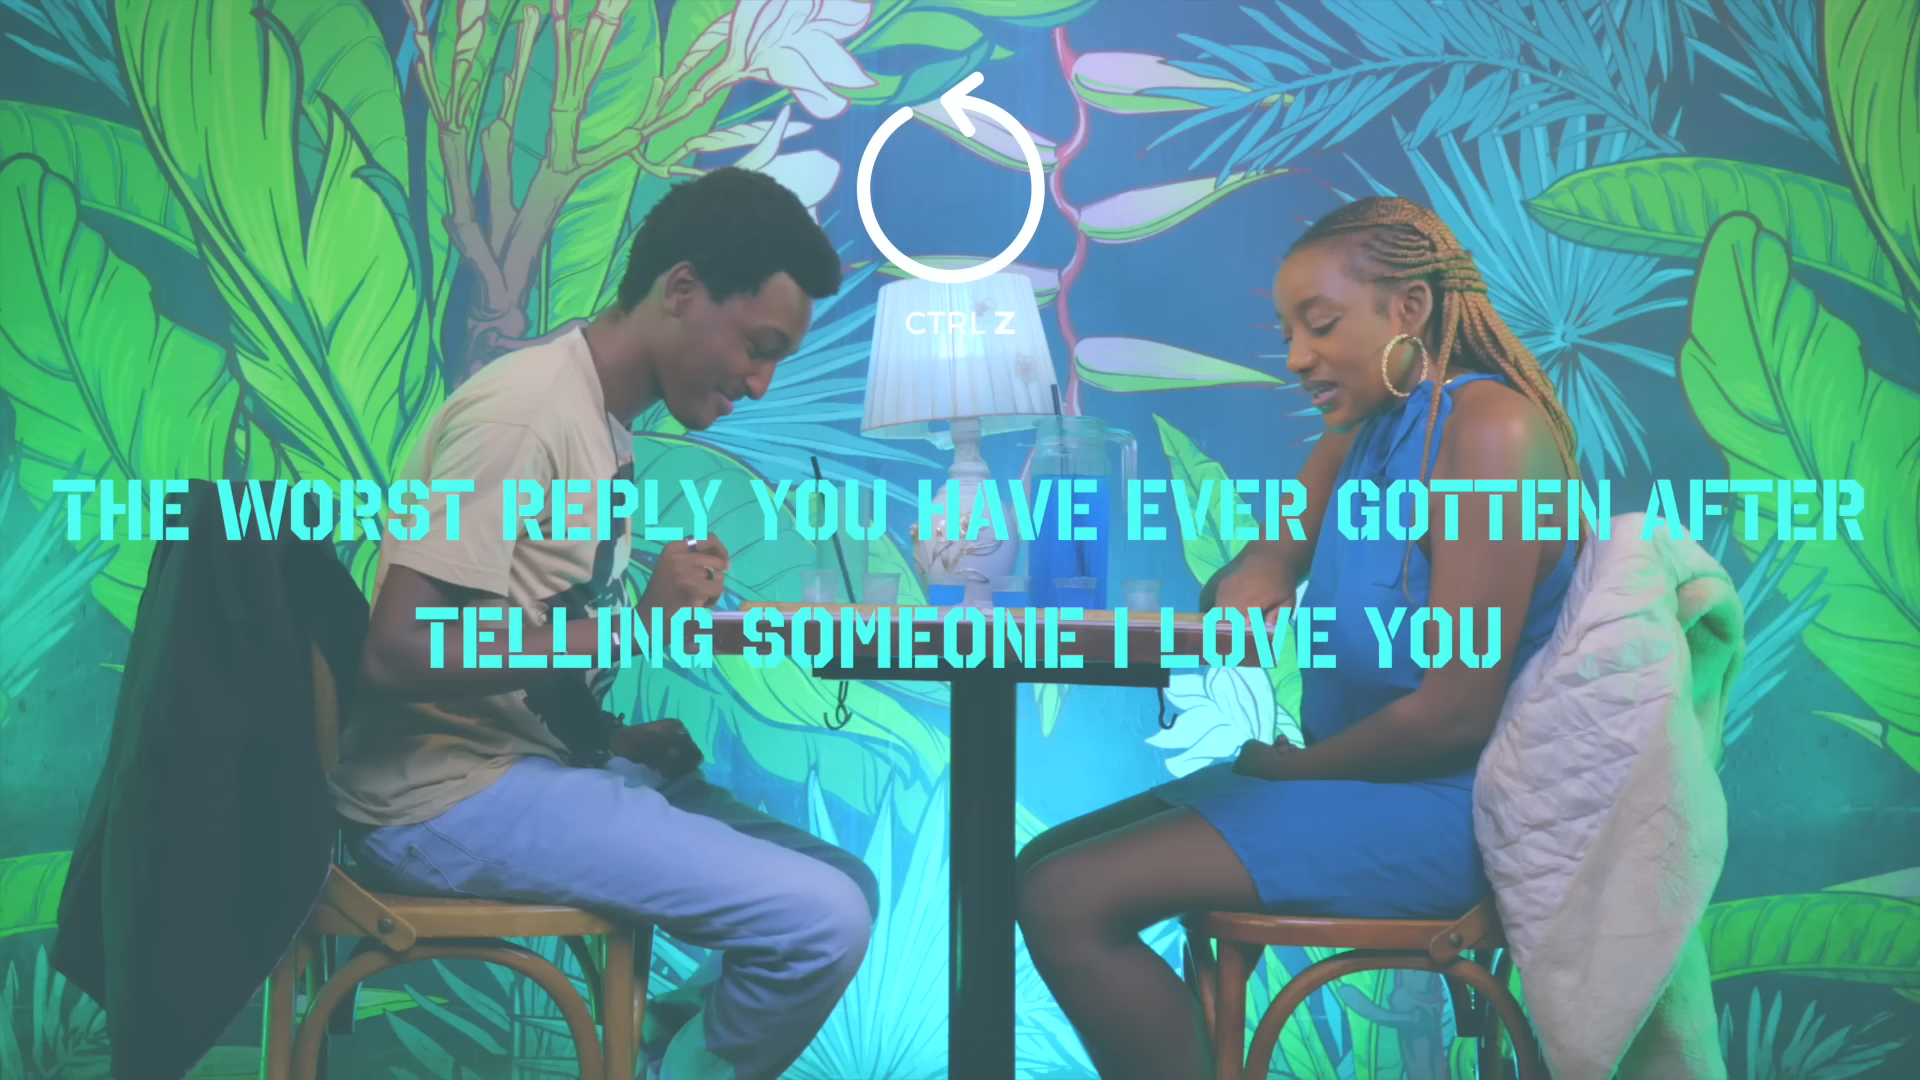 CTRL Z
THE WORST REPLY YOU HAVE EVER GOTTEN AFTER
TELLING SOMEONE I LOVE YOU